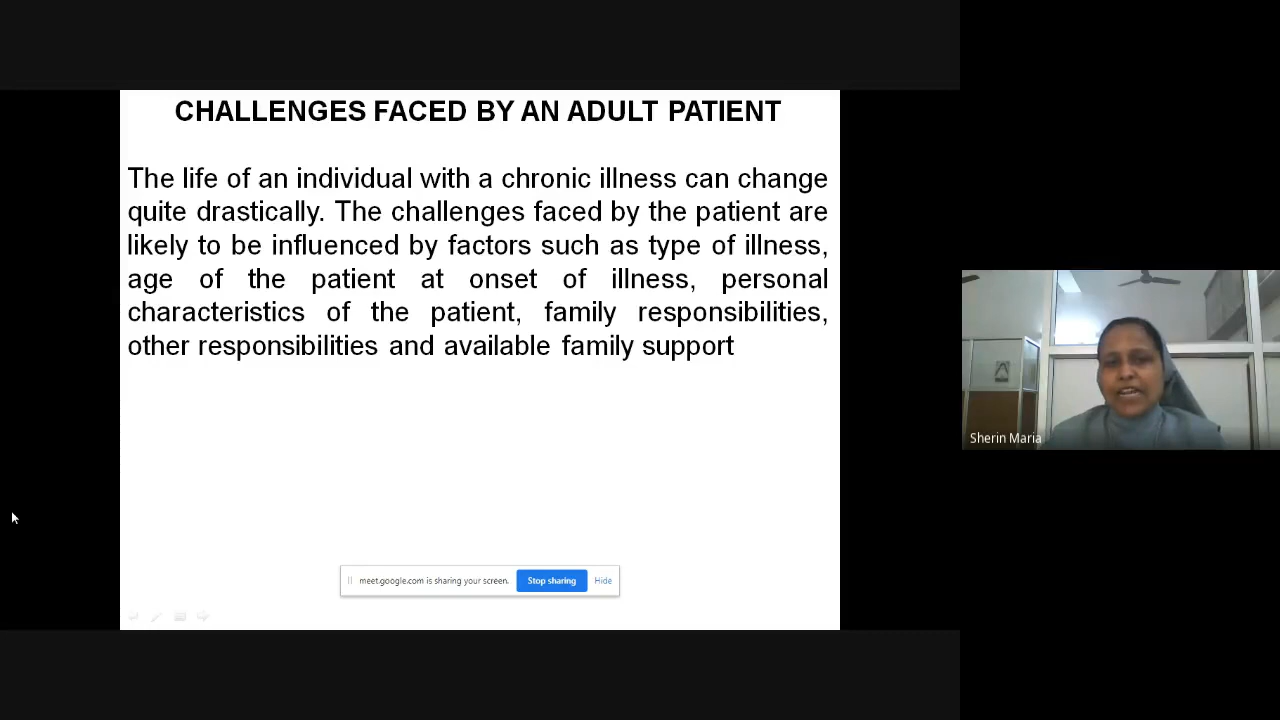 CHALLENGES FACED BY AN ADULT PATIENT
The life of an individual with a chronic illness can change
quite drastically. The challenges faced by the patient are
likely to be influenced by factors such as type of illness,
age of the patient at onset of illness, personal
characteristics of the patient, family responsibilities,
other responsibilities and available family support
Sherin Maria
meet.google.com is sharing your screen. Stop sharing Hide